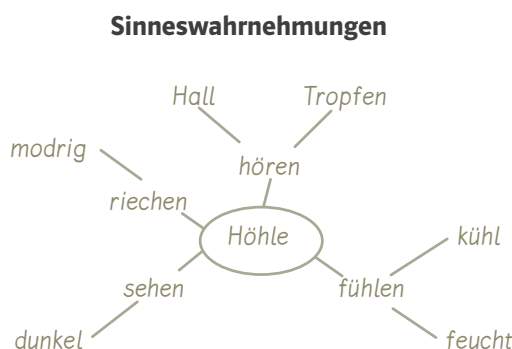 Sinneswahrnehmungen
Hall
Tropfen
modrig
hören
riechen
Höhle
kühl
sehen
fühlen
dunkel
feucht